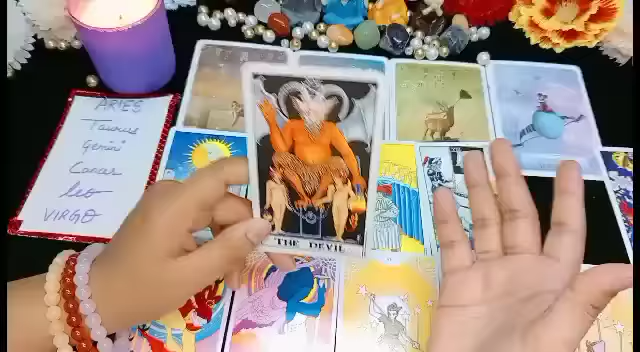 ARIES
Taurus
Gemini
Cancer
leo
VIRGO
THE DEVIL